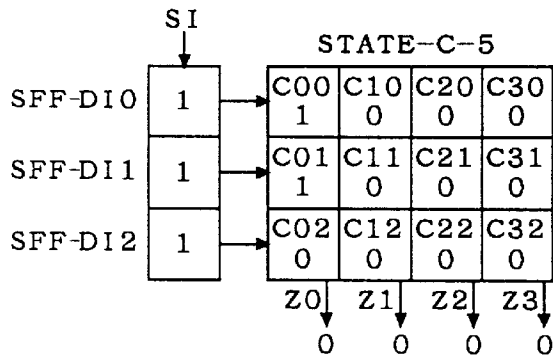 SI
STATE-C-5
SFF-DI0 1 C00 C10 C20 C30
1 0 0 0
SFF-DI1 1 C01 C11 C21 C31
1 0 0 0
SFF-DI2 1 C02 C12 C22 C32
0 0 0 0
Z0 Z1 Z2 Z3
0 0 0 0